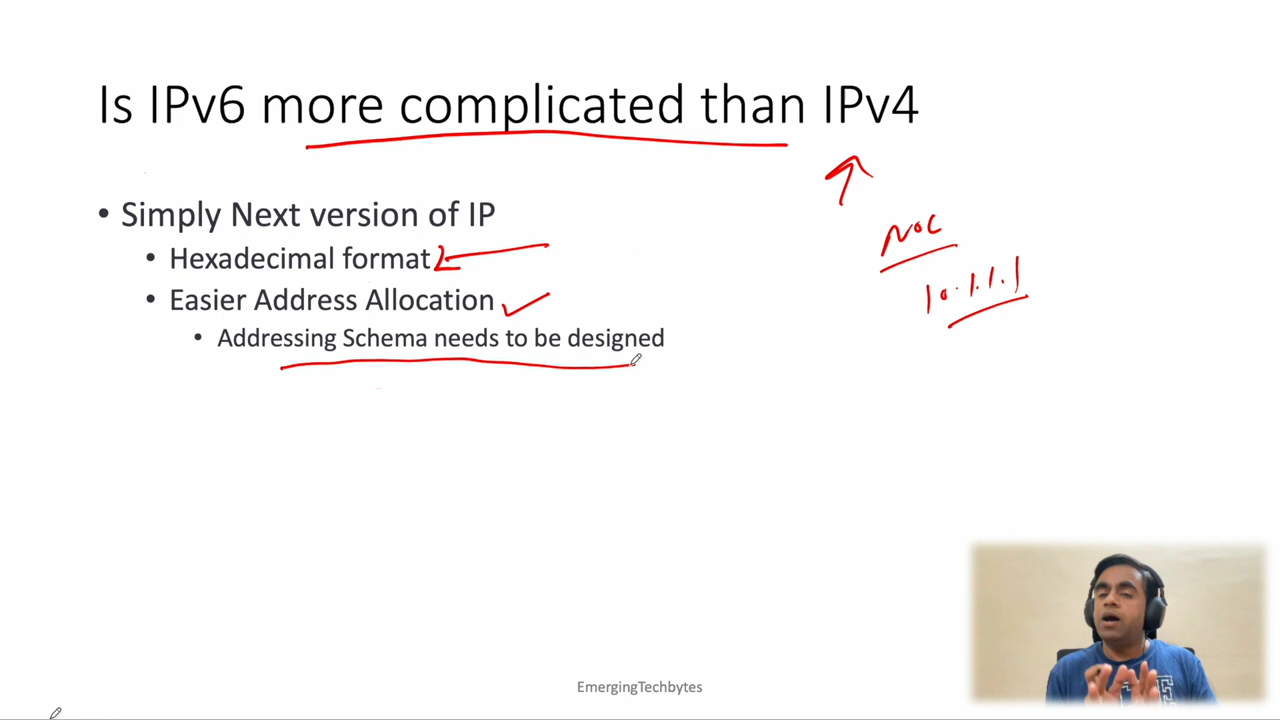 Is IPv6 more complicated than IPv4
• Simply Next version of IP
• Hexadecimal format
• Easier Address Allocation
• Addressing Schema needs to be designed
NOC
10.1.1.1
EmergingTechbytes